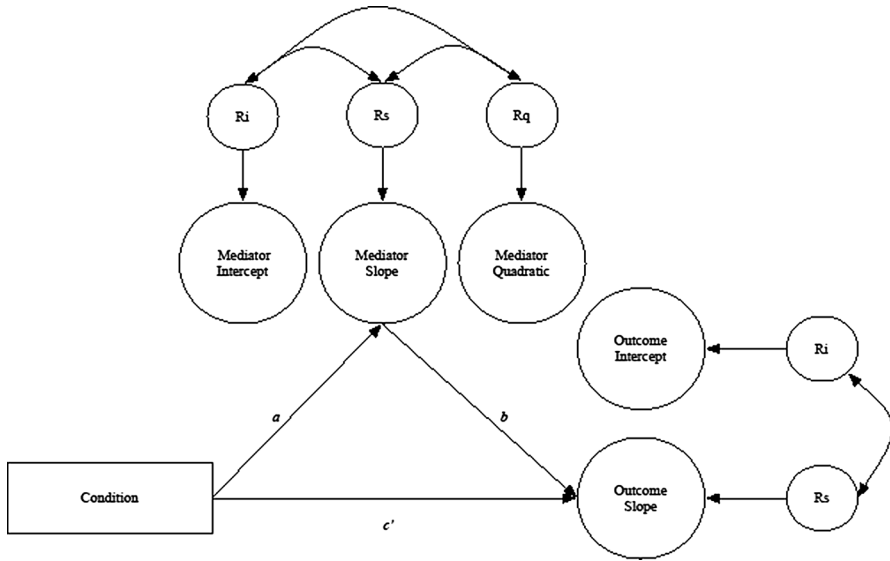 Ri
Rs
Rq
Mediator
Intercept
Mediator
Slope
Mediator
Quadratic
Outcome
Intercept
Ri
a
b
Condition
c'
Outcome
Slope
Rs